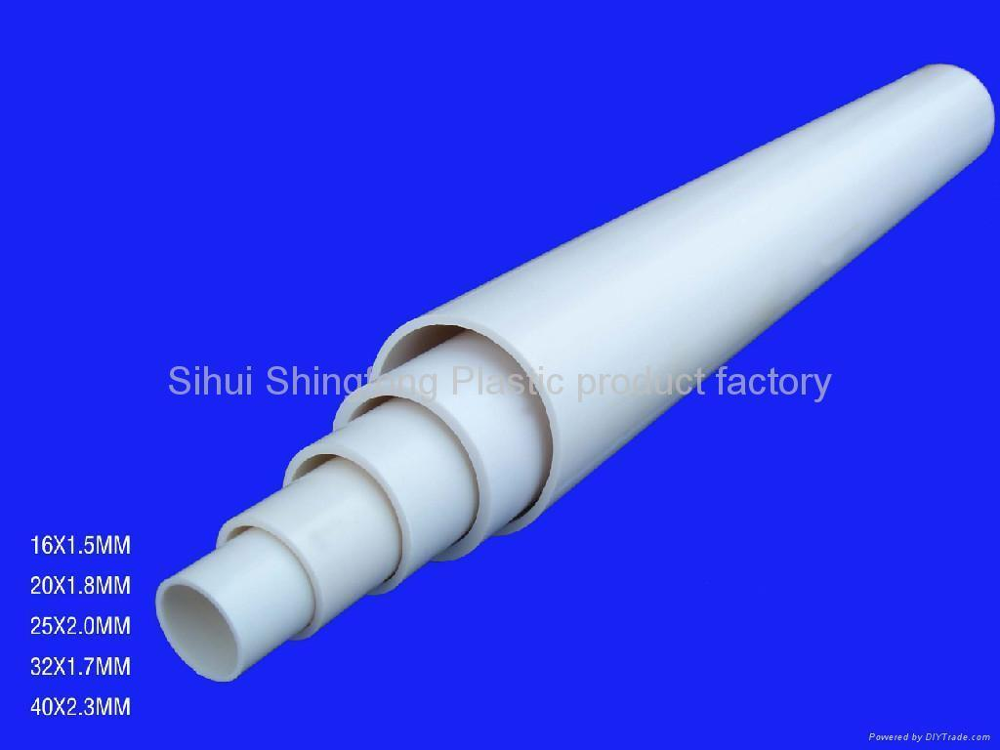 Sihui Shingfong Plastic product factory
16X1.5MM
20X1.8MM
25X2.0MM
32X1.7MM
40X2.3MM
Powered by DIYTrade.com